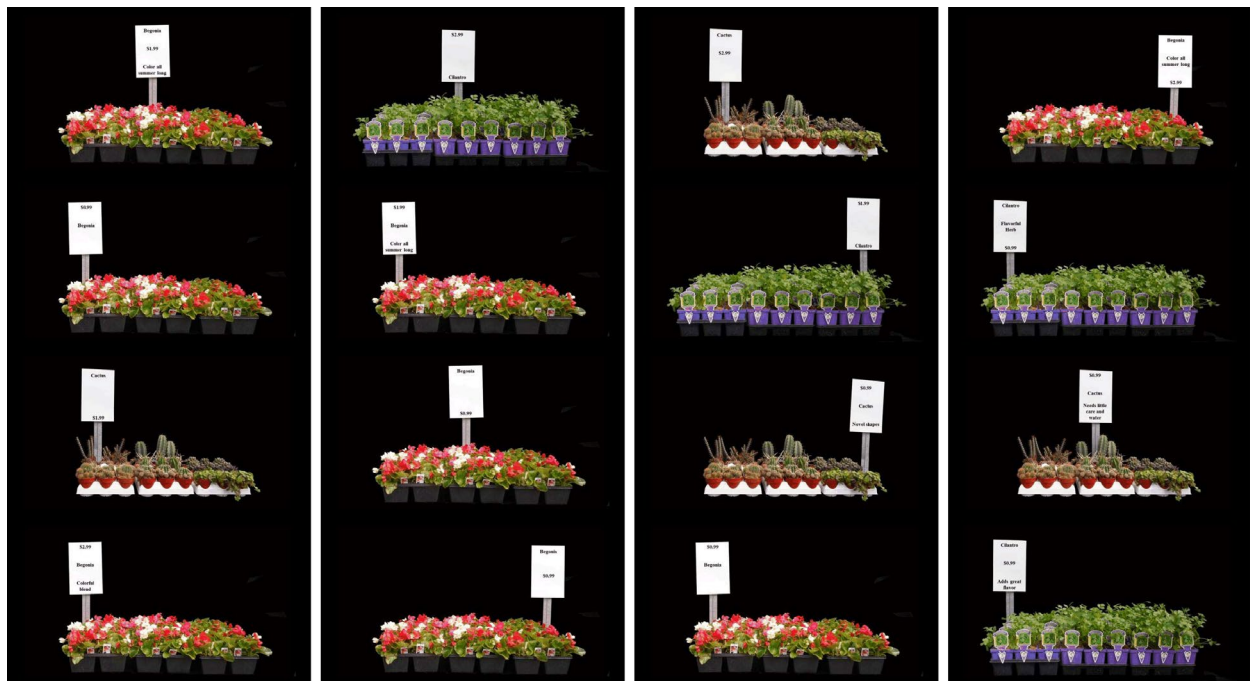 Begonia
$1.99
Color all
summer long
$2.99
Cilantro
Cactus
$2.99
Begonia
Color all
summer long
$2.99
$0.99
Begonia
$1.99
Begonia
Color all
summer long
$1.99
Cilantro
Cilantro
Flavorful
Herb
$0.99
Cactus
$1.99
Begonia
$0.99
$0.99
Cactus
Novel shapes
$0.99
Cactus
Needs little
care and
water
$2.99
Begonia
Colorful
blend
Begonia
$0.99
$0.99
Begonia
Cilantro
$0.99
Adds great
flavor